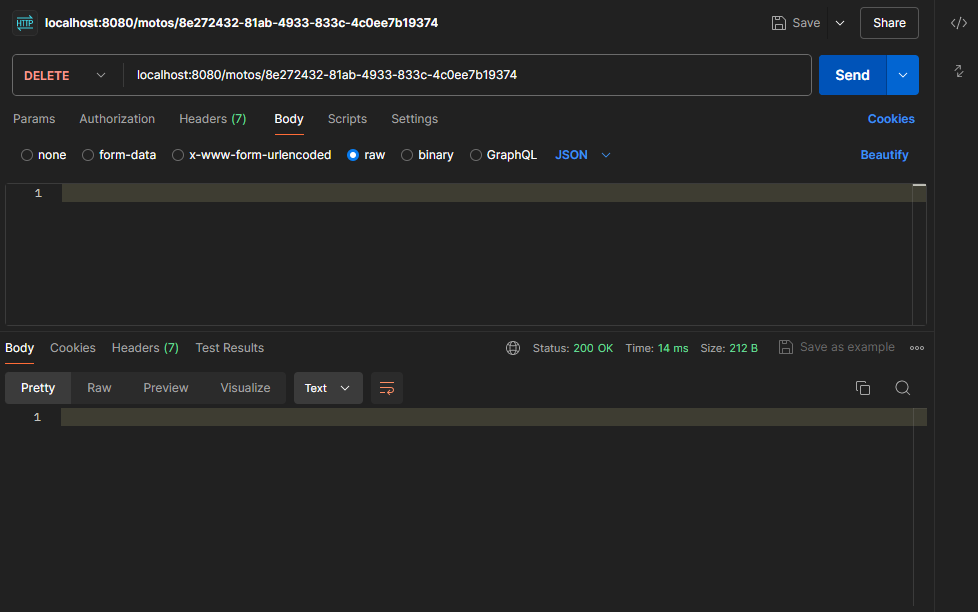 HTTP localhost:8080/motos/8e272432-81ab-4933-833c-4c0ee7b19374 Save Share
DELETE localhost:8080/motos/8e272432-81ab-4933-833c-4c0ee7b19374 Send
Params Authorization Headers (7) Body Scripts Settings Cookies
none form-data x-www-form-urlencoded raw binary GraphQL JSON Beautify
1
Body Cookies Headers (7) Test Results Status: 200 OK Time: 14 ms Size: 212 B Save as example
Pretty Raw Preview Visualize Text
1